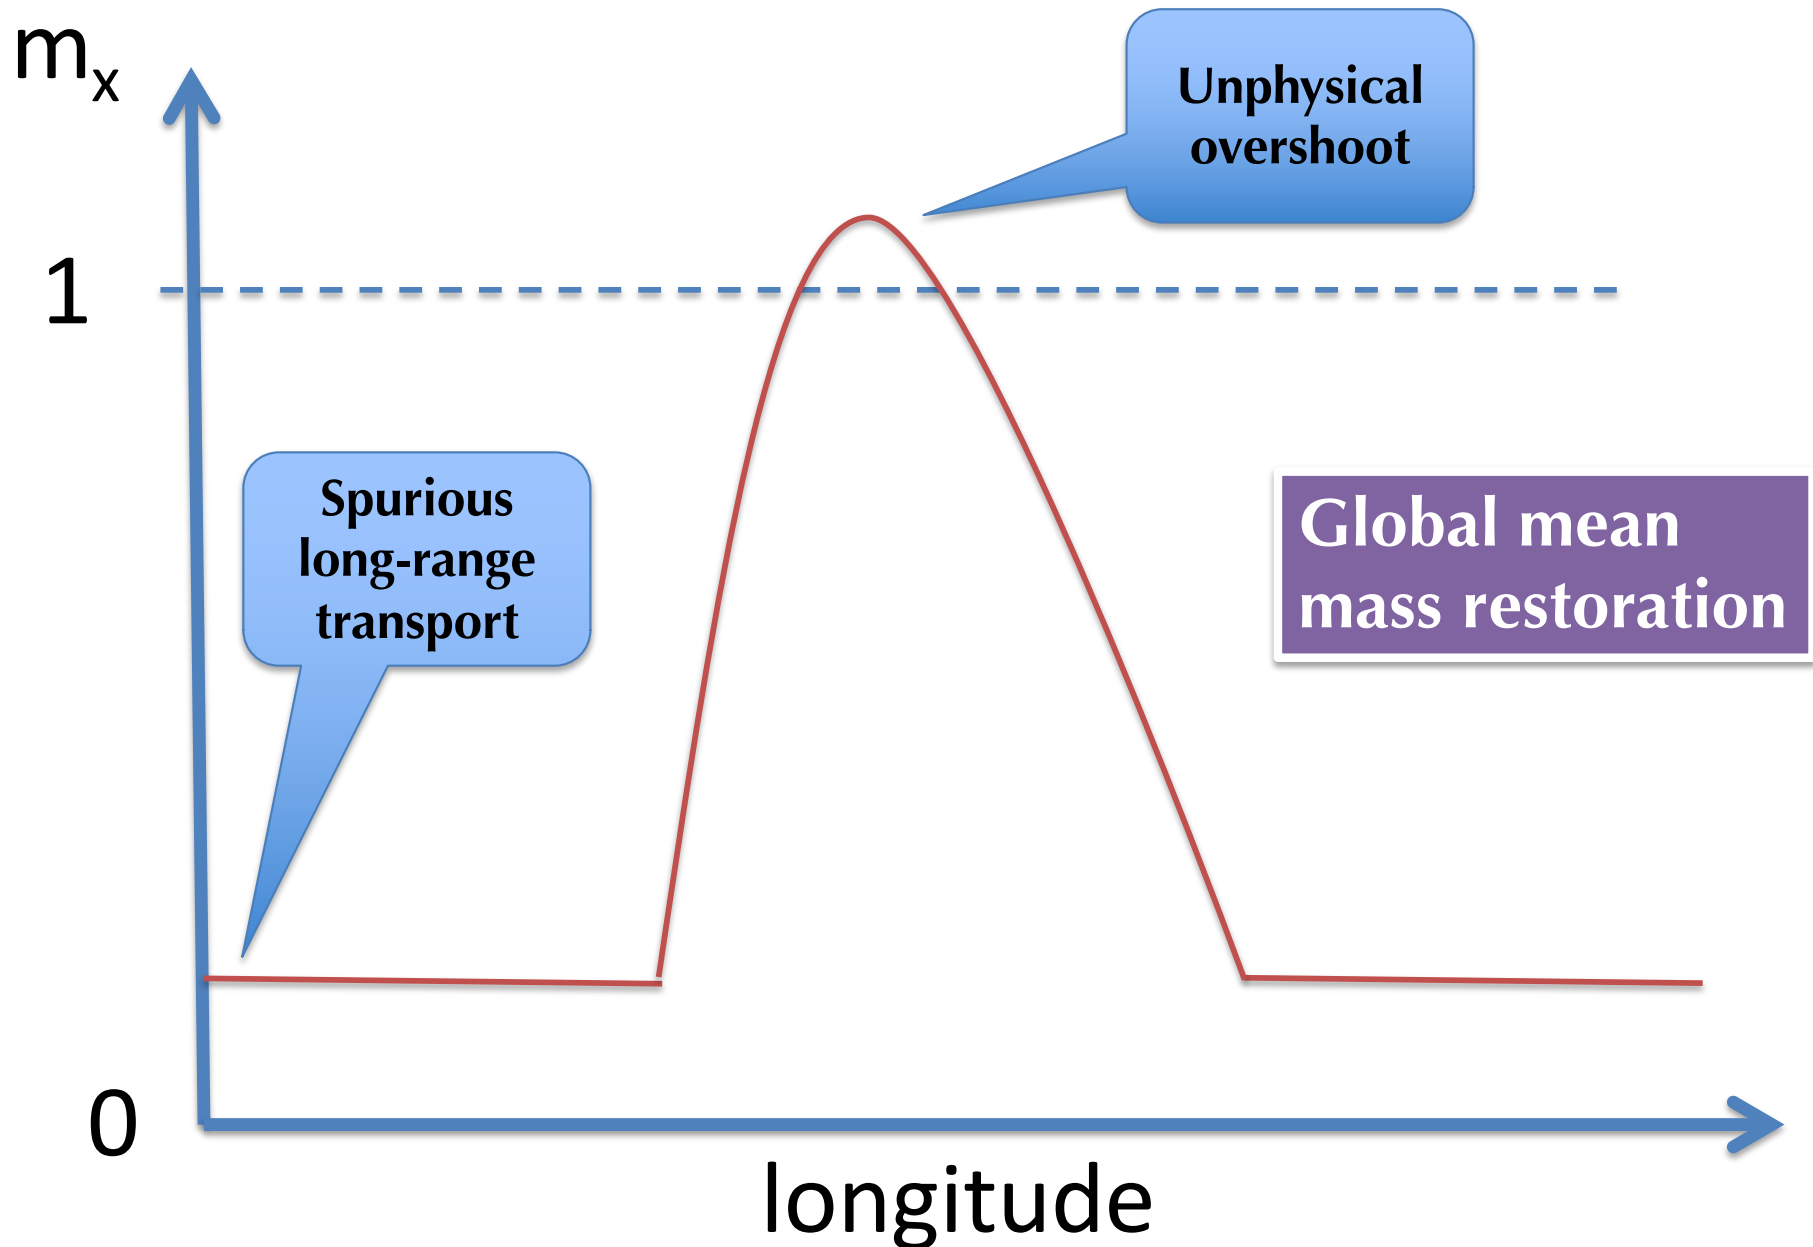 mₓ
Unphysical
overshoot
1
Spurious
long-range
transport
Global mean
mass restoration
0
longitude